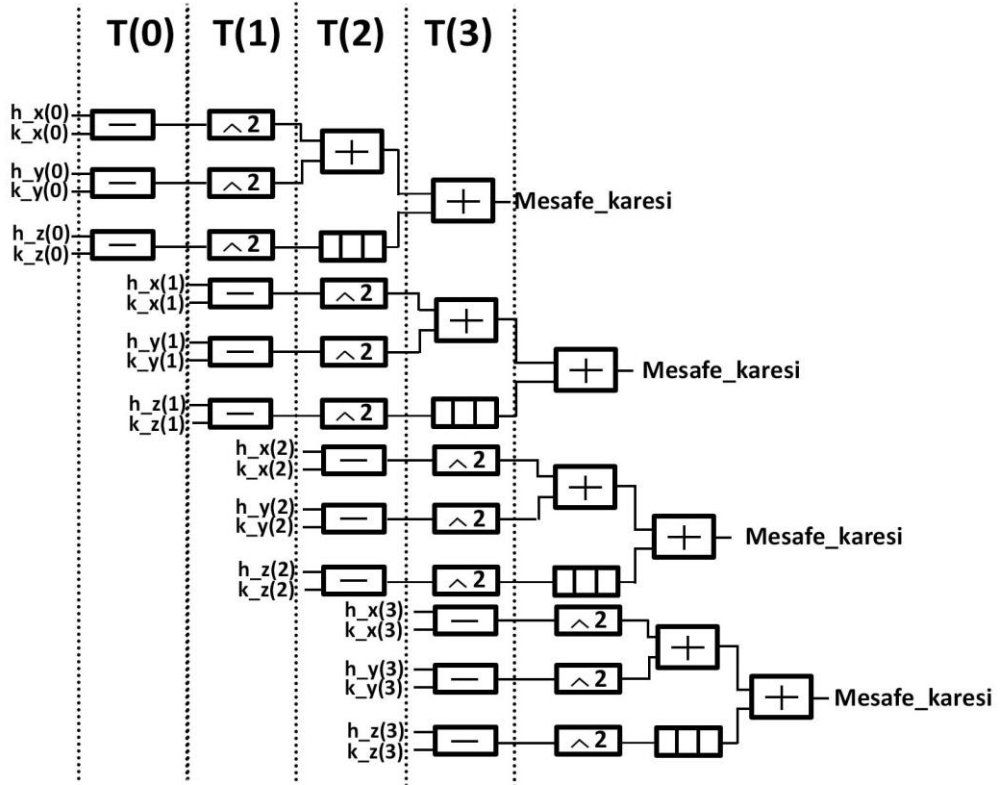 T(0) T(1) T(2) T(3)
h_x(0)
k_x(0)
— ^ 2
+
h_y(0)
k_y(0)
— ^ 2
+ Mesafe_karesi
h_z(0)
k_z(0)
— ^ 2
h_x(1)
k_x(1)
— ^ 2
+
h_y(1)
k_y(1)
— ^ 2
+ Mesafe_karesi
h_z(1)
k_z(1)
— ^ 2
h_x(2)
k_x(2)
— ^ 2
+
h_y(2)
k_y(2)
— ^ 2
+ Mesafe_karesi
h_z(2)
k_z(2)
— ^ 2
h_x(3)
k_x(3)
— ^ 2
+
h_y(3)
k_y(3)
— ^ 2
+ Mesafe_karesi
h_z(3)
k_z(3)
— ^ 2